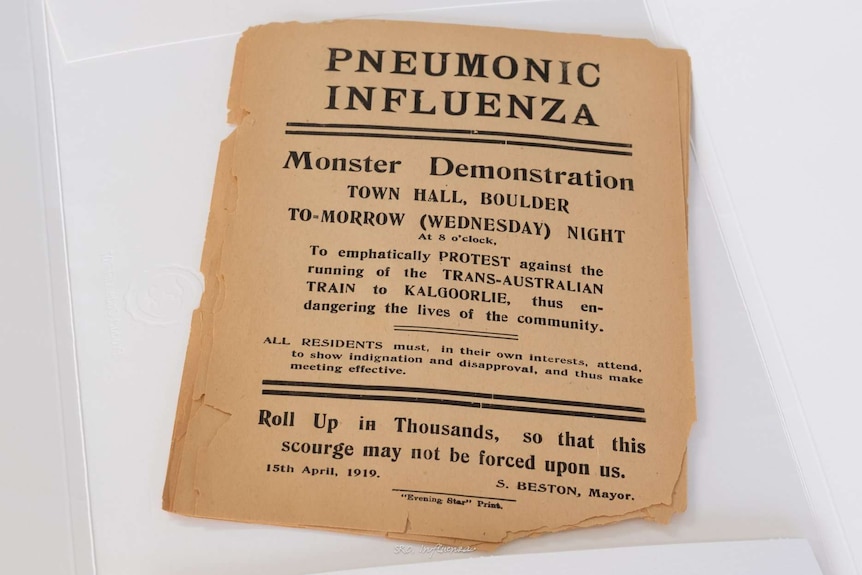 PNEUMONIC
INFLUENZA
Monster Demonstration
TOWN HALL, BOULDER
TO-MORROW (WEDNESDAY) NIGHT
At 8 o'clock,
To emphatically PROTEST against the
running of the TRANS-AUSTRALIAN
TRAIN to KALGOORLIE, thus en-
dangering the lives of the community.
ALL RESIDENTS must, in their own interests, attend,
to show indignation and disapproval, and thus make
meeting effective.
Roll Up in Thousands, so that this
scourge may not be forced upon us.
15th April, 1919.
S. BESTON, Mayor.
"Evening Star" Print.
SRO, Influenza